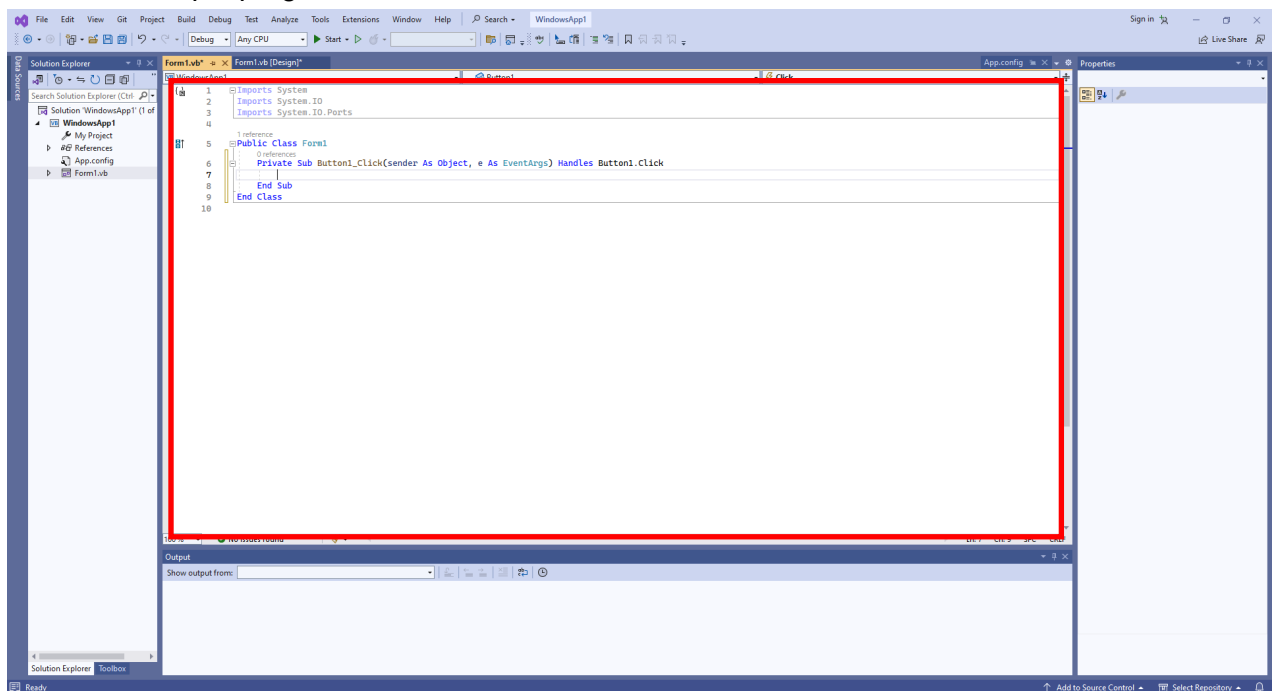 File Edit View Git Project Build Debug Test Analyze Tools Extensions Window Help Search WindowsApp1 Sign in
Debug Any CPU Start Live Share
Data Sources
Solution Explorer
Search Solution Explorer (Ctrl-
Solution 'WindowsApp1' (1 of
WindowsApp1
My Project
References
App.config
Form1.vb
Solution Explorer Toolbox
Form1.vb* Form1.vb [Design]* App.config
WindowsApp1 Button1 Click
1 Imports System
2 Imports System.IO
3 Imports System.IO.Ports
4
1 reference
5 Public Class Form1
0 references
6 Private Sub Button1_Click(sender As Object, e As EventArgs) Handles Button1.Click
7
8 End Sub
9 End Class
10
Output
Show output from:
Properties
Ready Add to Source Control Select Repository